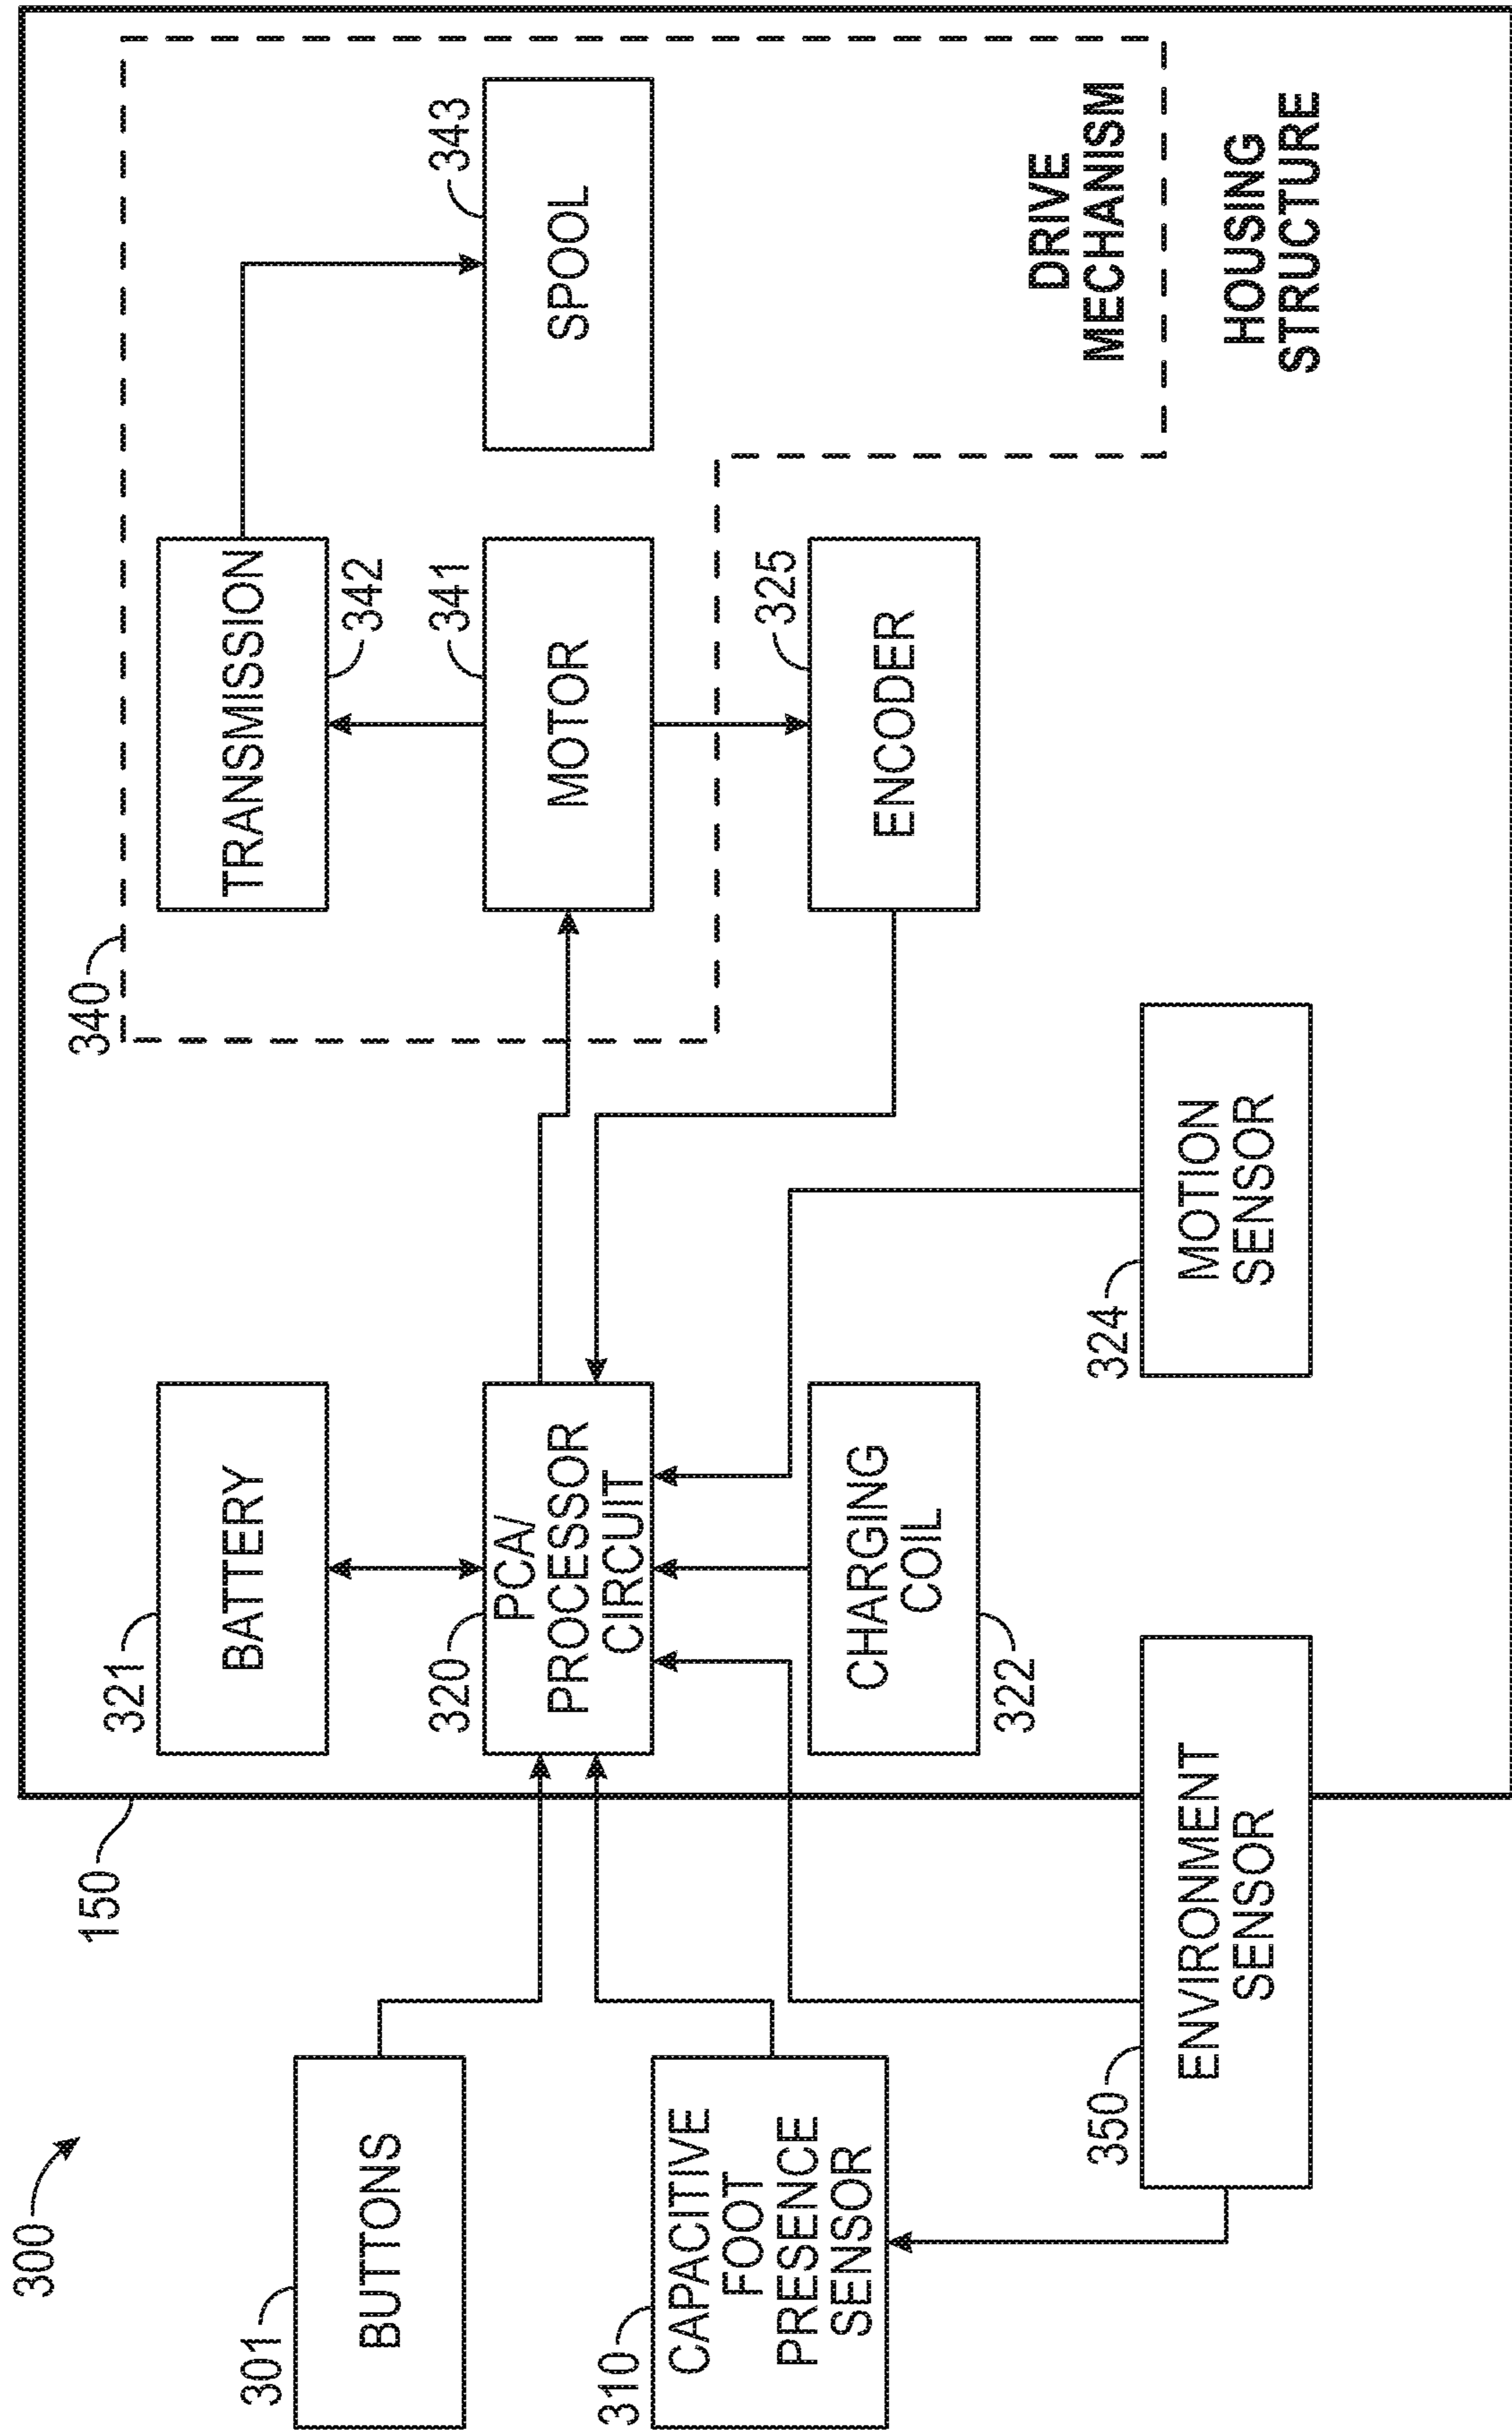 300
301
BUTTONS
310
CAPACITIVE
FOOT
PRESENCE
SENSOR
350
ENVIRONMENT
SENSOR
150
321
BATTERY
320
PCA/
PROCESSOR
CIRCUIT
CHARGING
COIL
322
324
MOTION
SENSOR
340
TRANSMISSION
342
341
MOTOR
325
ENCODER
343
SPOOL
DRIVE
MECHANISM
HOUSING
STRUCTURE